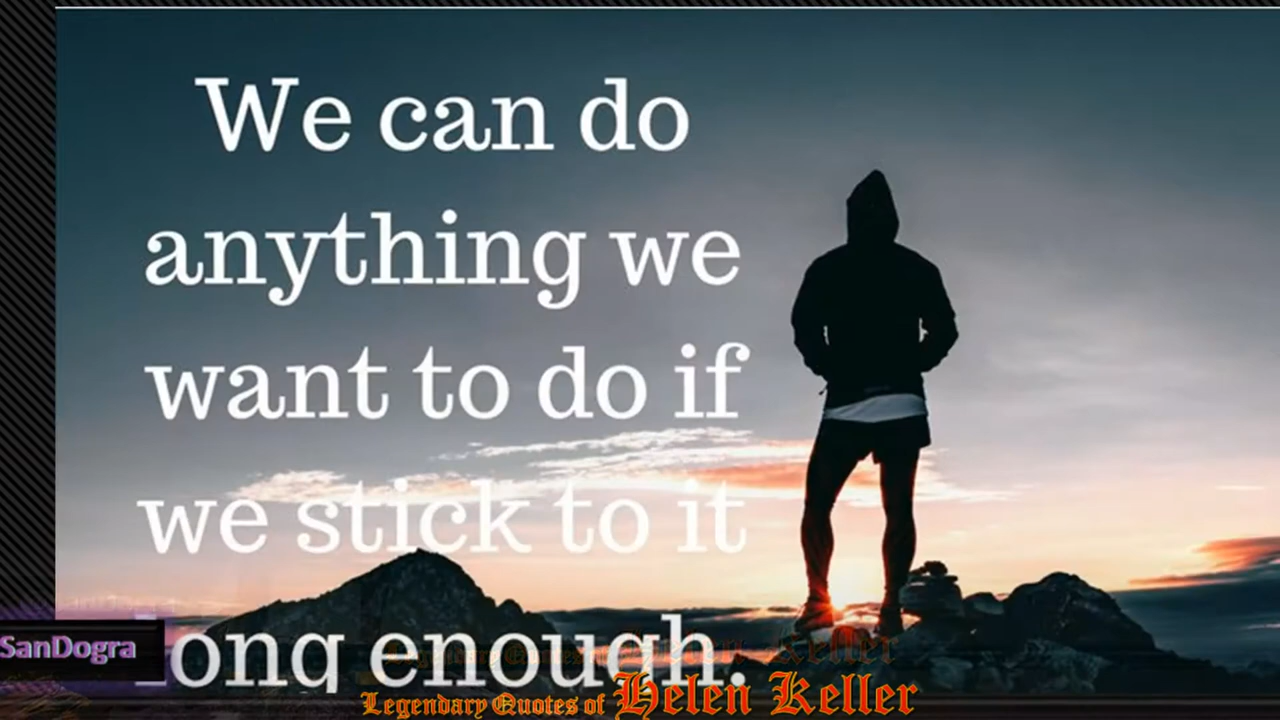 We can do
anything we
want to do if
we stick to it
long enough.
SanDogra
Legendary Quotes of Helen Keller